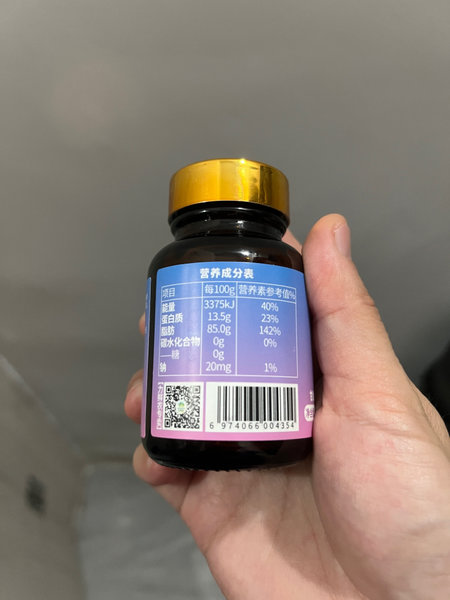 营养成分表
项目 每100g 营养素参考值%
能量 3375kJ 40%
蛋白质 13.5g 23%
脂肪 85.0g 142%
碳水化合物 0g 0%
——糖 0g
钠 20mg 1%
6 974066 004354